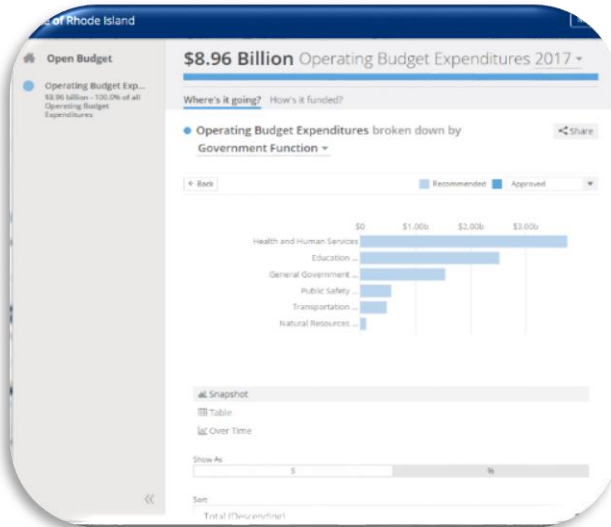 e of Rhode Island
Open Budget
Operating Budget Exp...
$8.96 billion - 100.0% of all
Operating Budget
Expenditures
$8.96 Billion Operating Budget Expenditures 2017
Where's it going? How's it funded?
Operating Budget Expenditures broken down by
Government Function
Share
Back
Recommended Approved
$0 $1.00b $2.00b $3.00b
Health and Human Services
Education ...
General Government ...
Public Safety ...
Transportation ...
Natural Resources ...
Snapshot
Table
Over Time
Show As
$ %
Sort
Total (Descending)